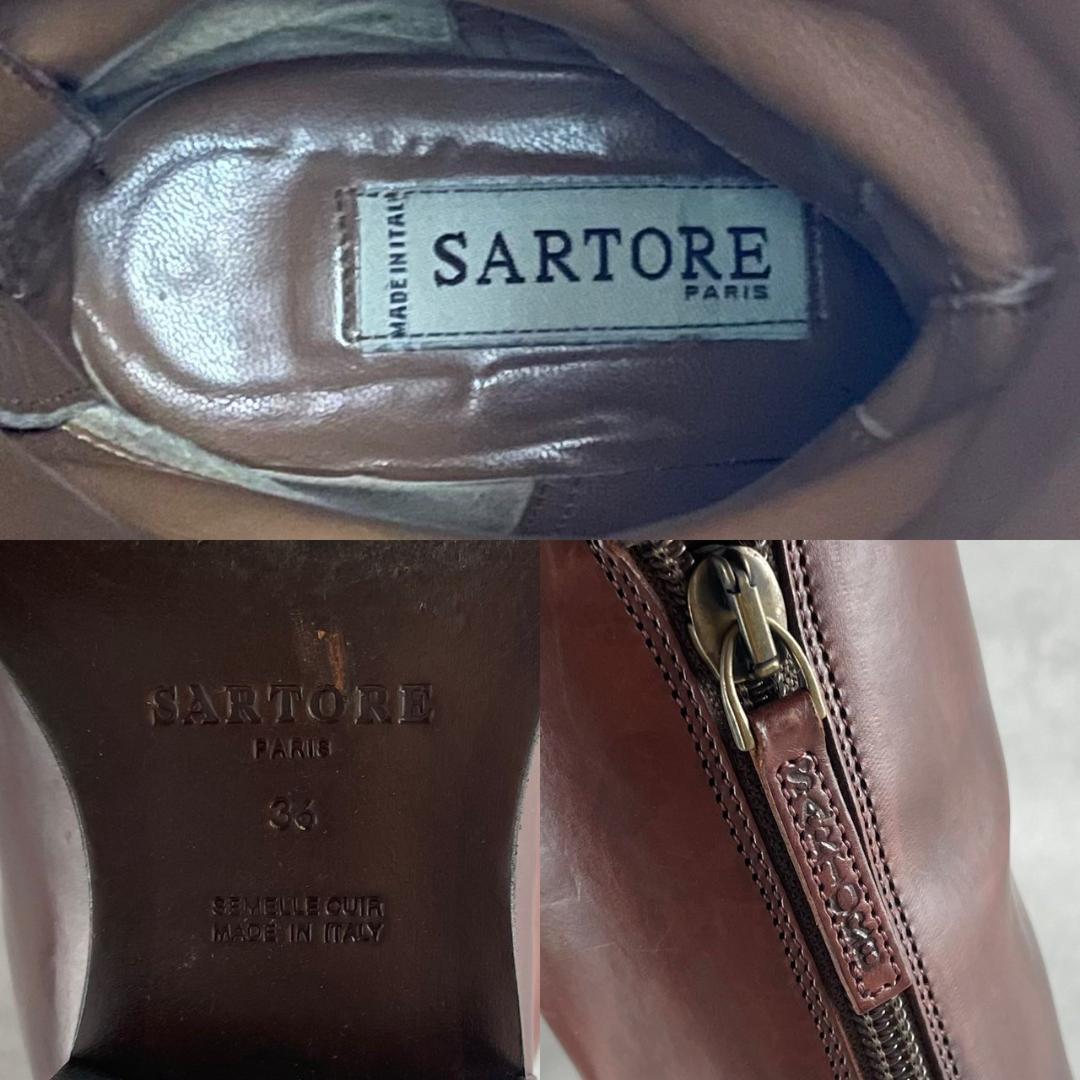 MADE IN ITALY
SARTORE
PARIS
SARTORE
PARIS
36
SEMELLE CUIR
MADE IN ITALY
SARTORE